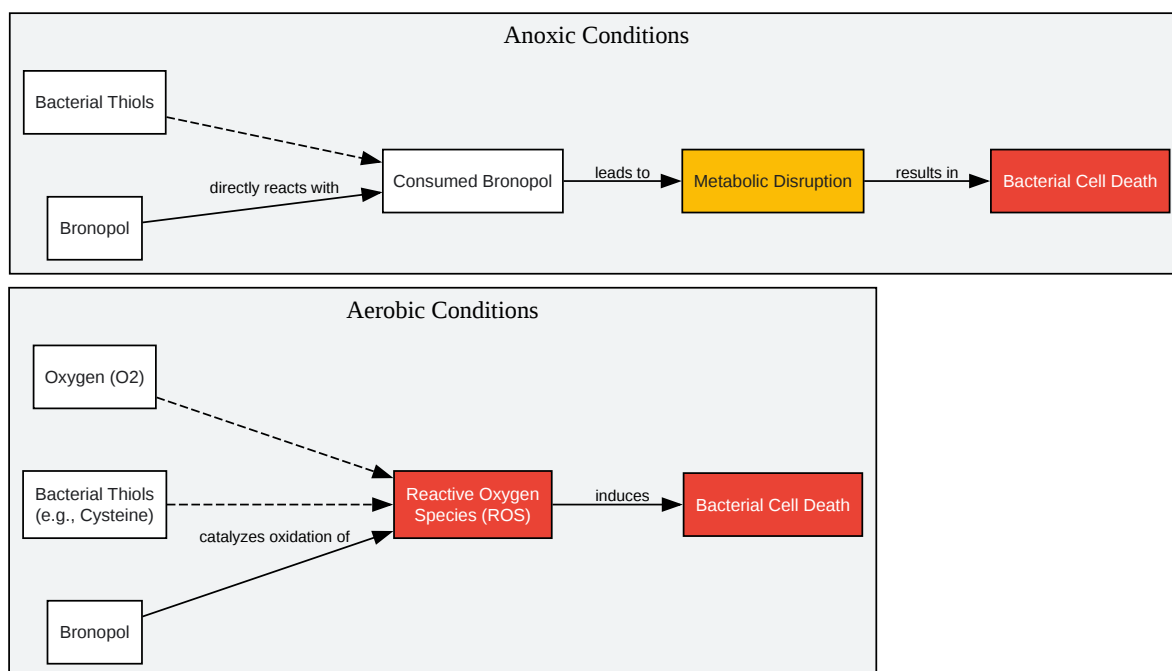 Anoxic Conditions
Bacterial Thiols
directly reacts with
Bronopol
Consumed Bronopol
leads to
Metabolic Disruption
results in
Bacterial Cell Death
Aerobic Conditions
Oxygen (O2)
Bacterial Thiols
(e.g., Cysteine)
catalyzes oxidation of
Bronopol
Reactive Oxygen
Species (ROS)
induces
Bacterial Cell Death